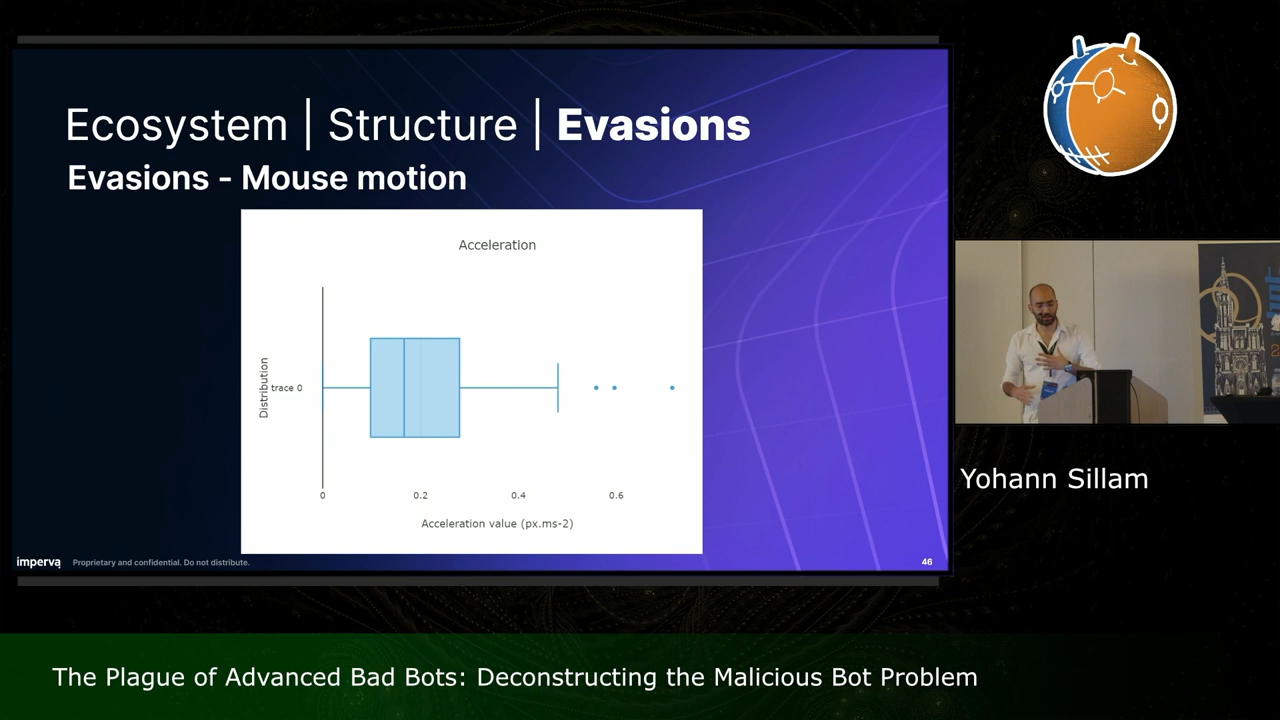 Ecosystem | Structure | Evasions
Evasions - Mouse motion
Acceleration
Distribution
trace 0
0
0.2
0.4
0.6
Acceleration value (px.ms-2)
imperva
Proprietary and confidential. Do not distribute.
46
Yohann Sillam
The Plague of Advanced Bad Bots: Deconstructing the Malicious Bot Problem